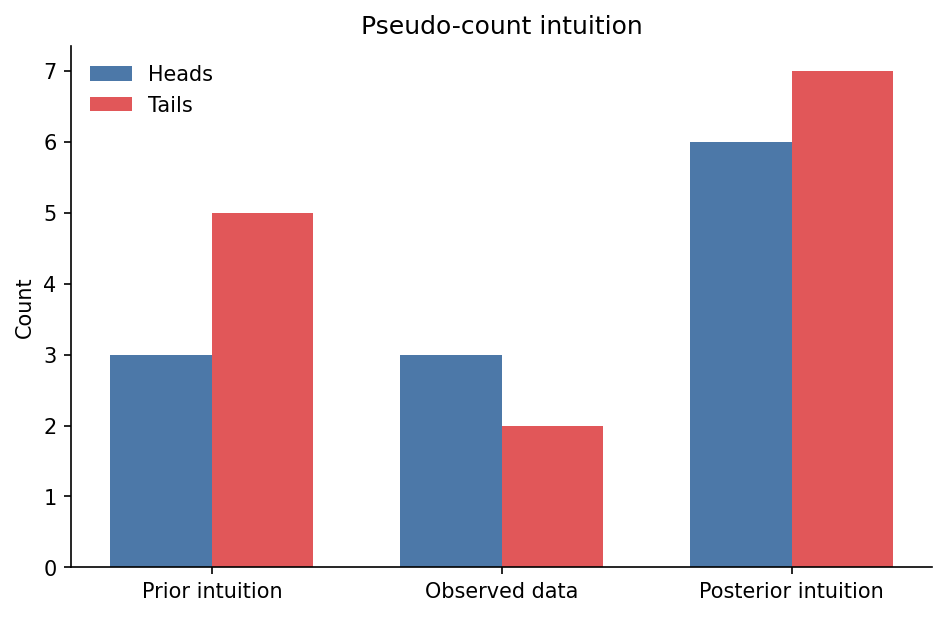 Pseudo-count intuition
Heads
Tails
Count
7
6
5
4
3
2
1
0
Prior intuition
Observed data
Posterior intuition